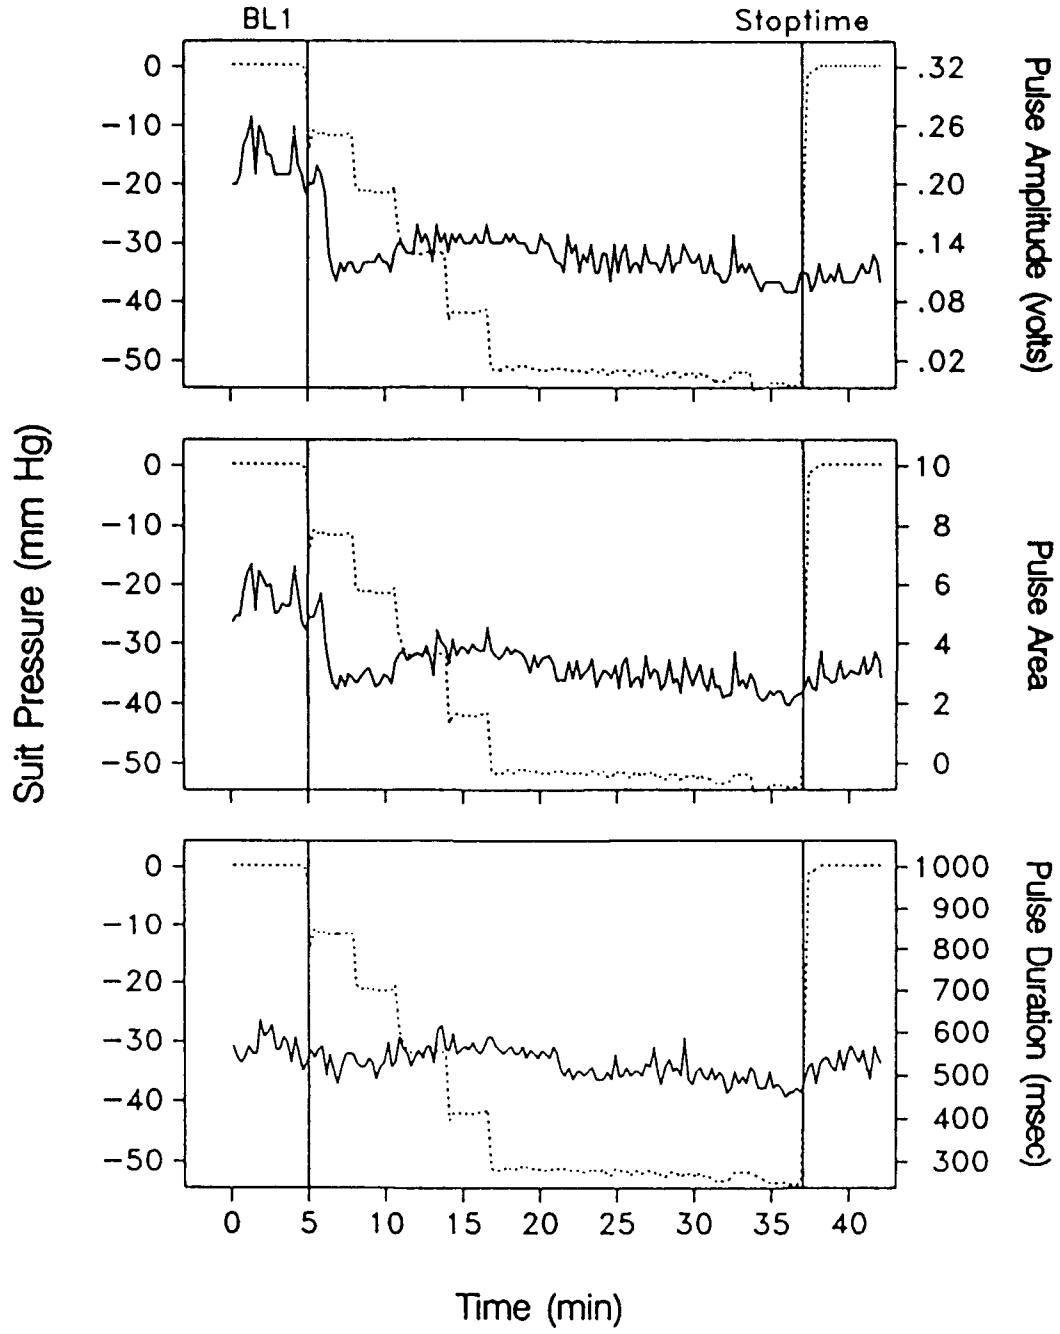 BL1 Stoptime
0 .32
−10 .26
−20 .20
−30 .14
−40 .08
−50 .02
Pulse Amplitude (volts)
Suit Pressure (mm Hg)
0 10
−10 8
−20 6
−30 4
−40 2
−50 0
Pulse Area
0 1000
900
−10 800
−20 700
−30 600
500
−40 400
−50 300
Pulse Duration (msec)
0 5 10 15 20 25 30 35 40
Time (min)